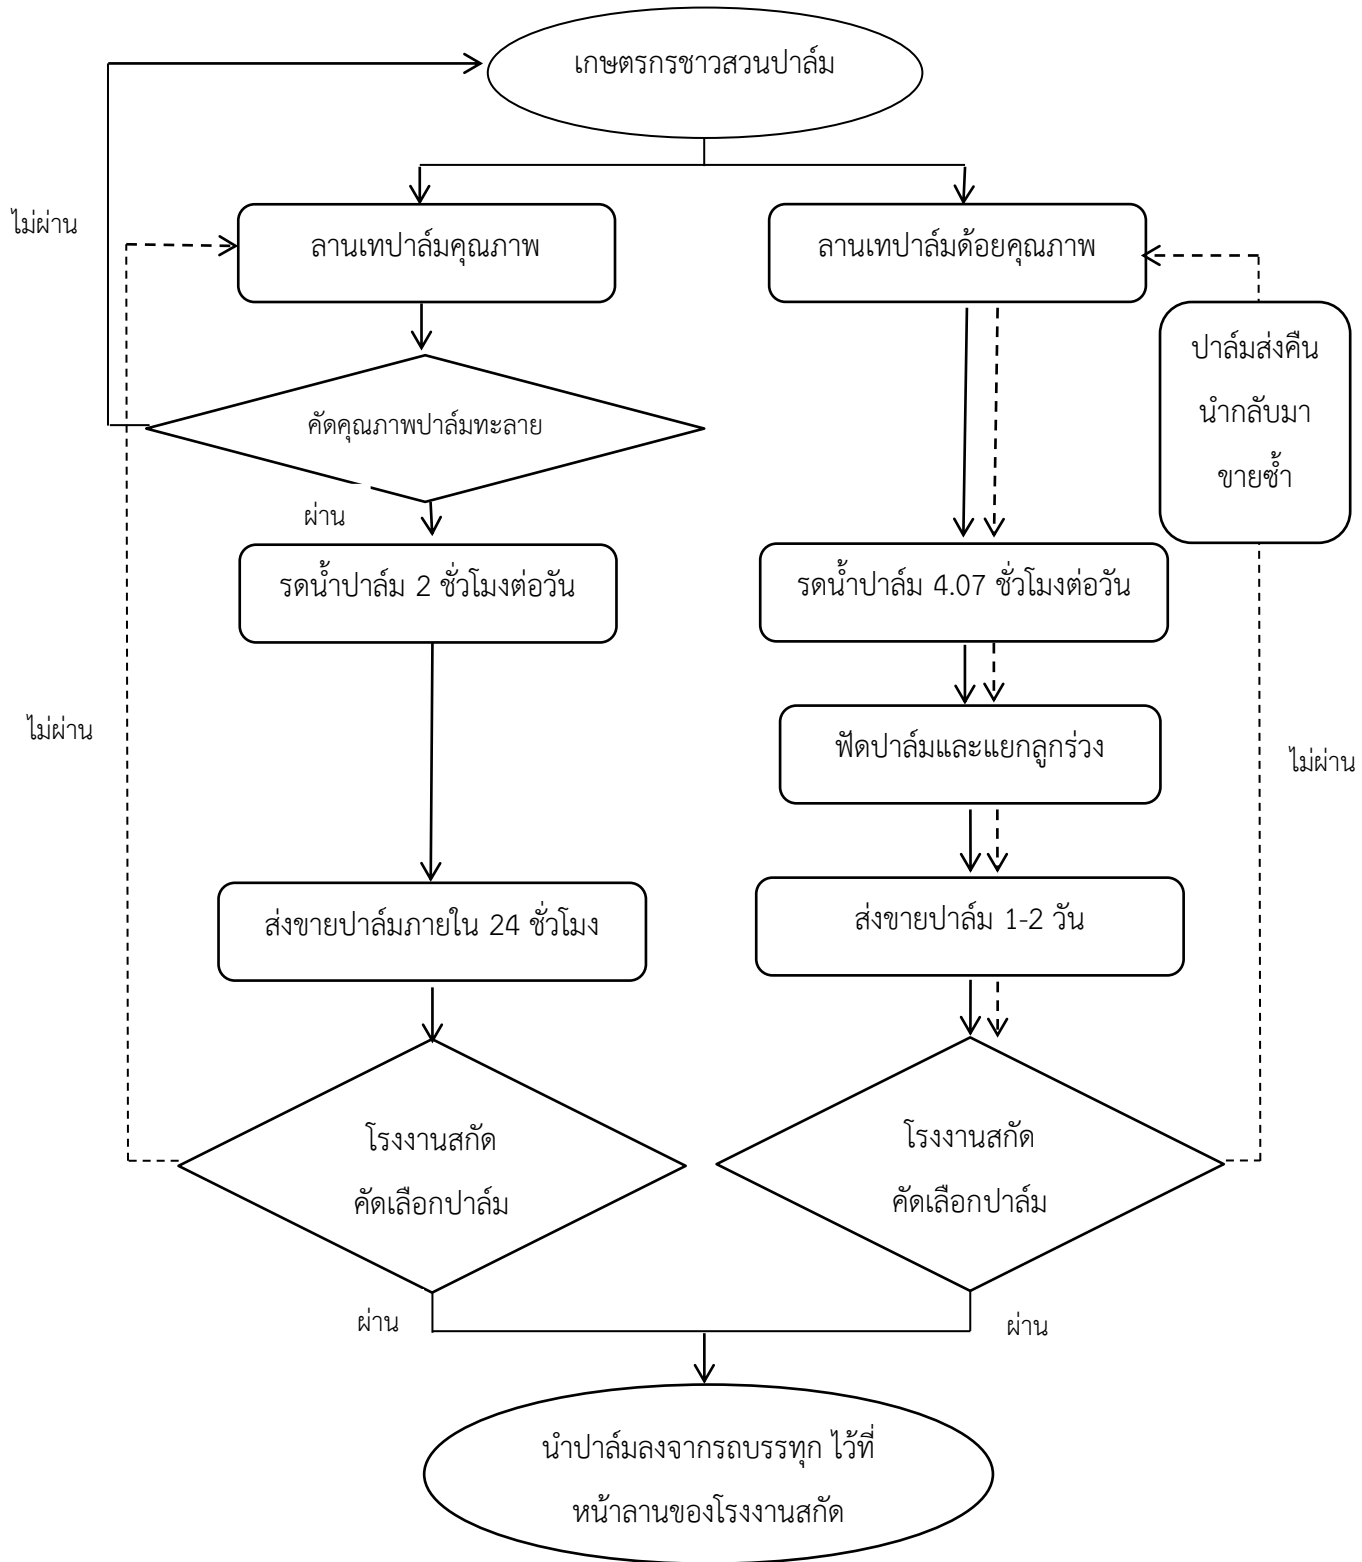 เกษตรกรชาวสวนปาล์ม
ไม่ผ่าน
ลานเทปาล์มคุณภาพ
ลานเทปาล์มด้อยคุณภาพ
ปาล์มส่งคืน
นำกลับมา
ขายซ้ำ
คัดคุณภาพปาล์มทะลาย
ผ่าน
รดน้ำปาล์ม 2 ชั่วโมงต่อวัน
รดน้ำปาล์ม 4.07 ชั่วโมงต่อวัน
ไม่ผ่าน
ฟัดปาล์มและแยกลูกร่วง
ไม่ผ่าน
ส่งขายปาล์มภายใน 24 ชั่วโมง
ส่งขายปาล์ม 1-2 วัน
โรงงานสกัด
คัดเลือกปาล์ม
โรงงานสกัด
คัดเลือกปาล์ม
ผ่าน
ผ่าน
นำปาล์มลงจากรถบรรทุก ไว้ที่
หน้าลานของโรงงานสกัด